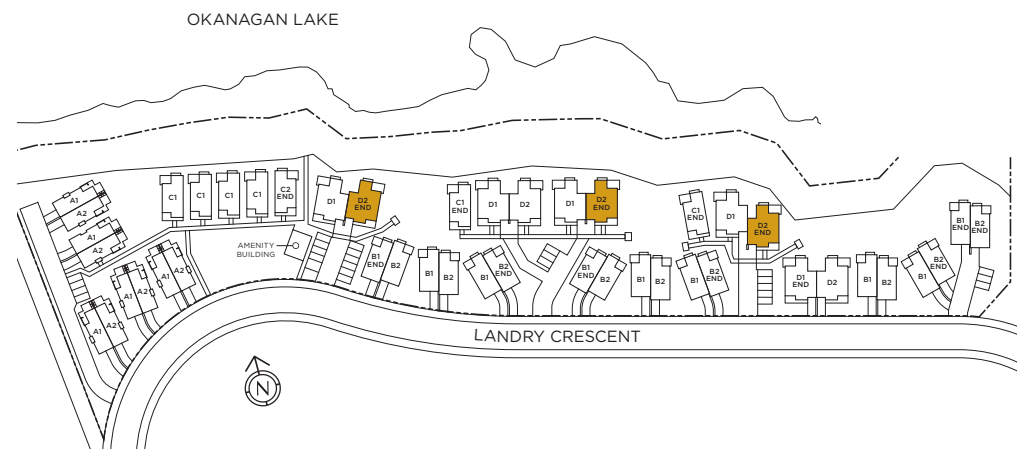 OKANAGAN LAKE
A1
A2
A1
A2
A1
A2
A1
A2
A1
A2
C1
C1
C1
C1
C2
END
D1
D2
END
AMENITY
BUILDING
B1
END
B2
B1
B2
C1
END
D1
D2
D1
D2
END
B1
B2
END
B1
END
B2
B1
B2
C1
END
D1
D2
END
B1
B2
END
D1
END
D2
B1
B2
B1
B2
END
B1
END
B2
END
LANDRY CRESCENT
N